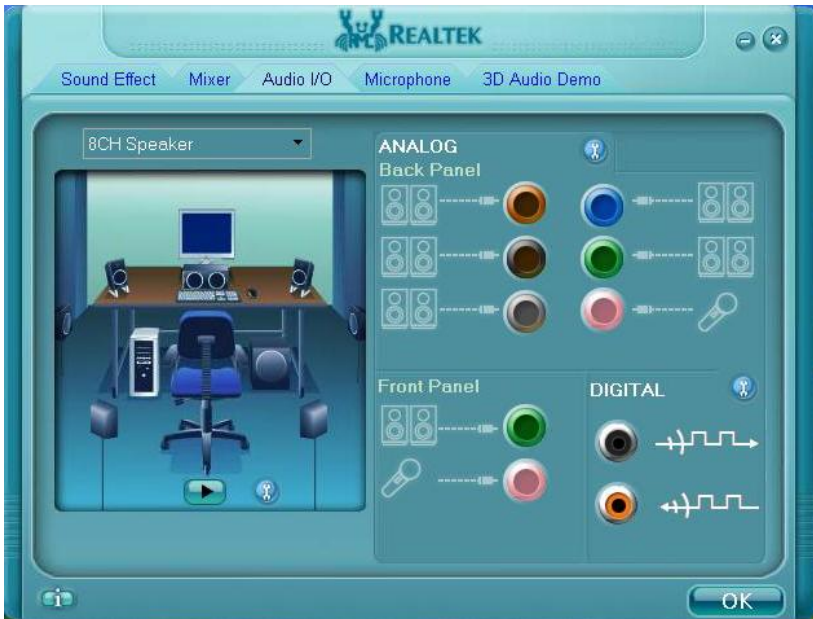 REALTEK
Sound Effect Mixer Audio I/O Microphone 3D Audio Demo
8CH Speaker
ANALOG
Back Panel
Front Panel
DIGITAL
i
OK